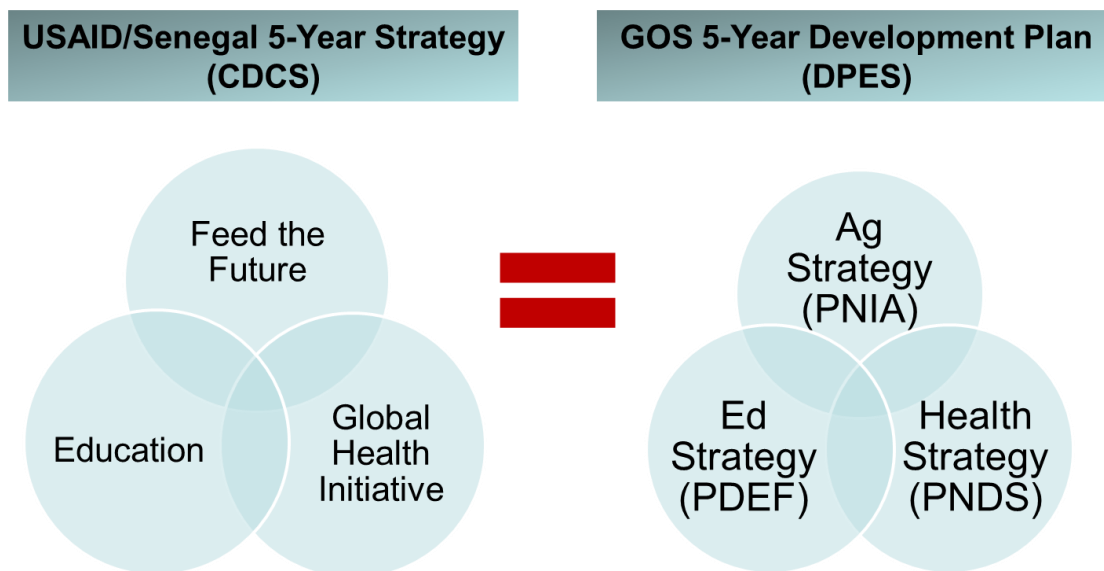 USAID/Senegal 5-Year Strategy
(CDCS)
GOS 5-Year Development Plan
(DPES)
Feed the
Future
Education
Global
Health
Initiative
Ag
Strategy
(PNIA)
Ed
Strategy
(PDEF)
Health
Strategy
(PNDS)